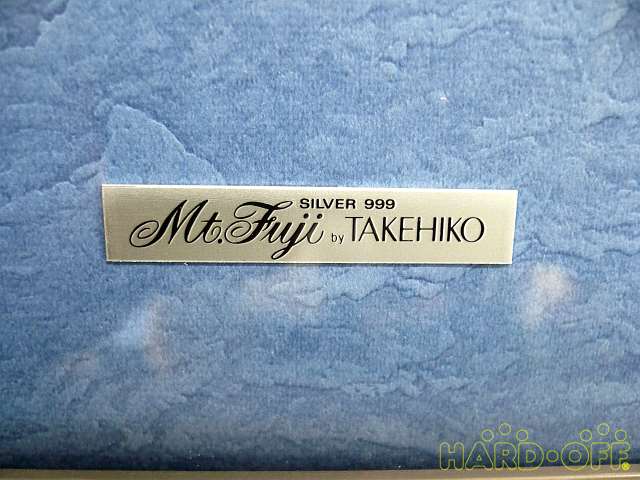 SILVER 999
Mt. Fuji by TAKEHIKO
HARD·OFF